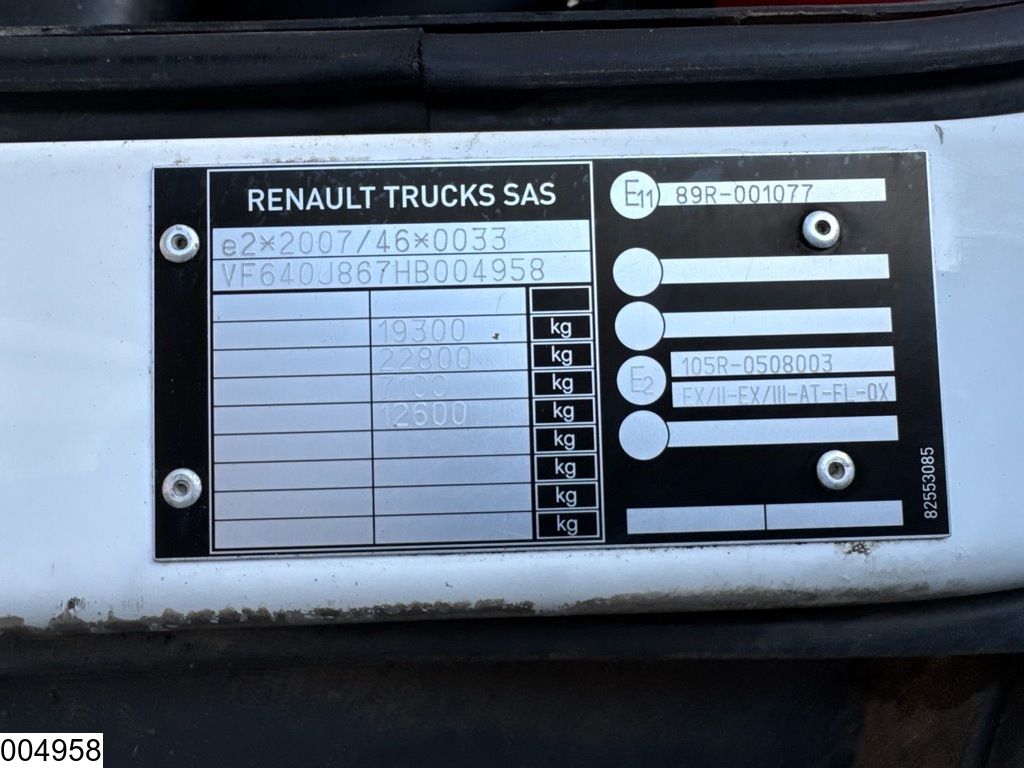 RENAULT TRUCKS SAS
e2*2007/46*0033
VF640J867HB004958
19300 kg
22800 kg
7100 kg
12600 kg
kg
kg
kg
kg
E11 89R-001077
E2 105R-0508003
EX/II-EX/III-AT-FL-OX
82553085
004958